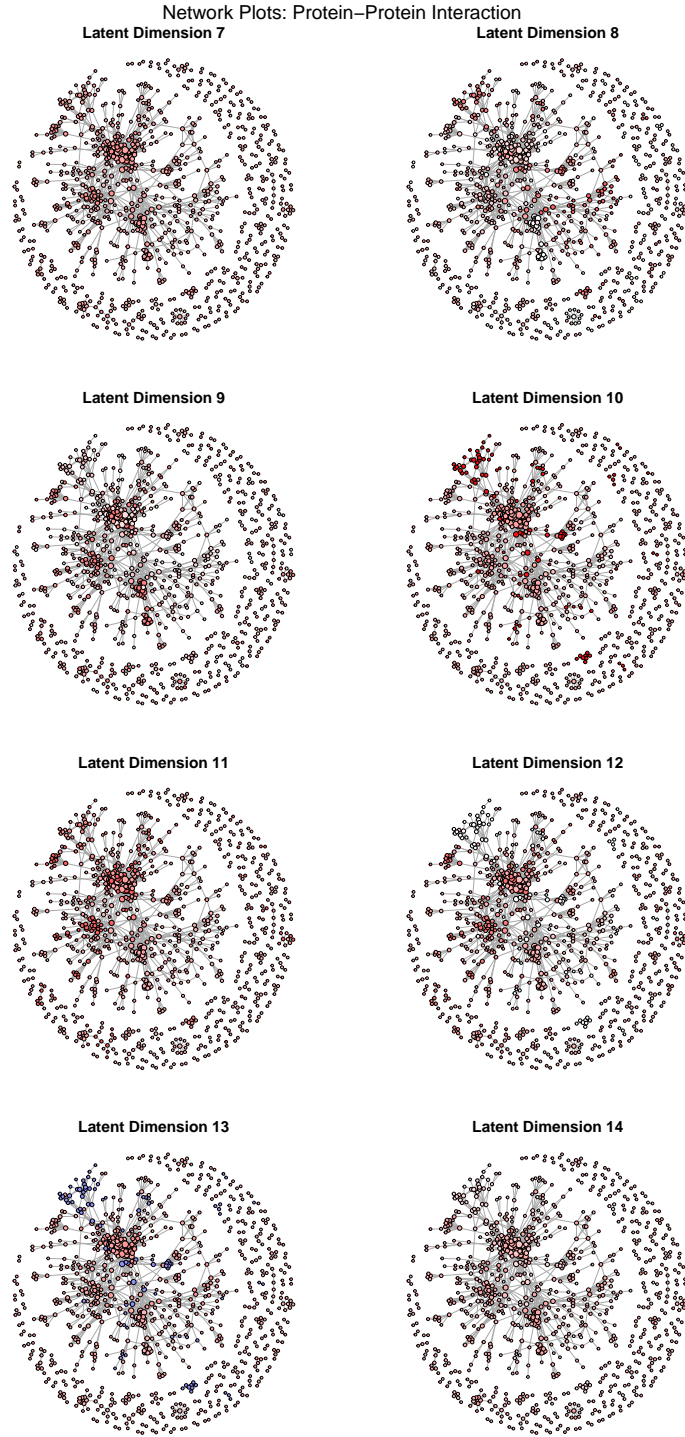 Network Plots: Protein−Protein Interaction
Latent Dimension 7
Latent Dimension 8
Latent Dimension 9
Latent Dimension 10
Latent Dimension 11
Latent Dimension 12
Latent Dimension 13
Latent Dimension 14